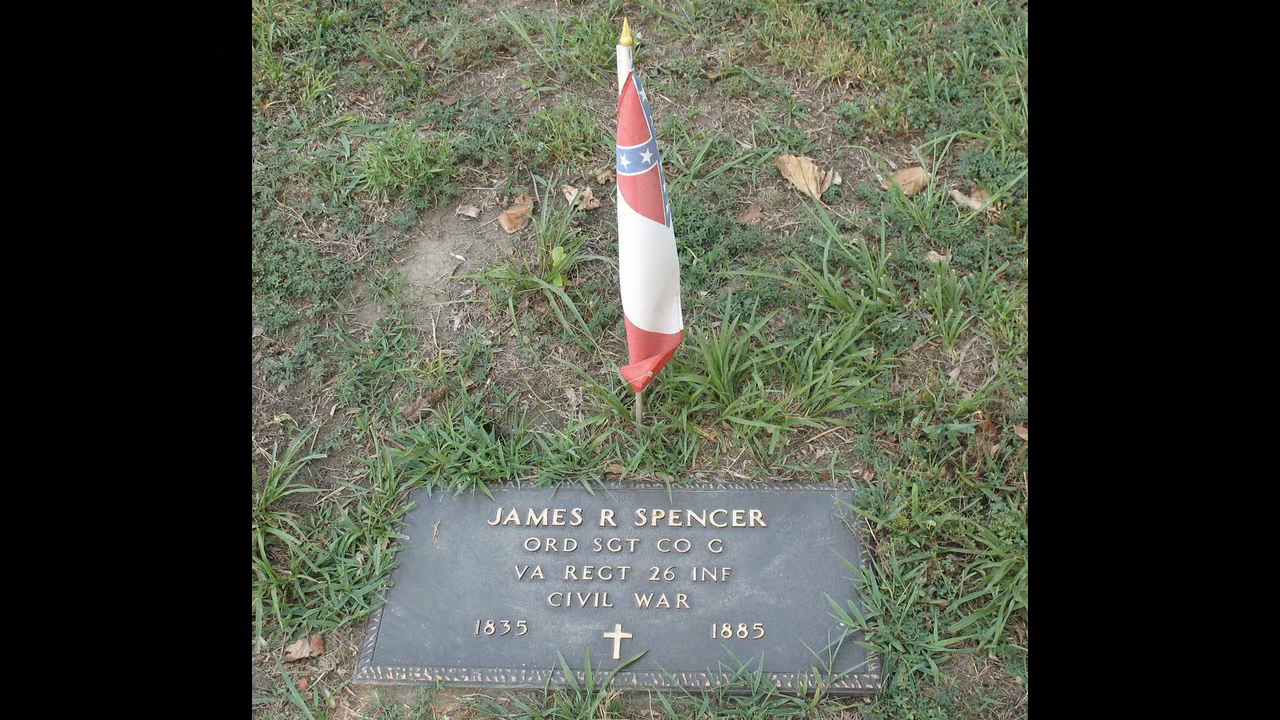 JAMES R SPENCER
ORD SGT CO G
VA REGT 26 INF
CIVIL WAR
1835 1885